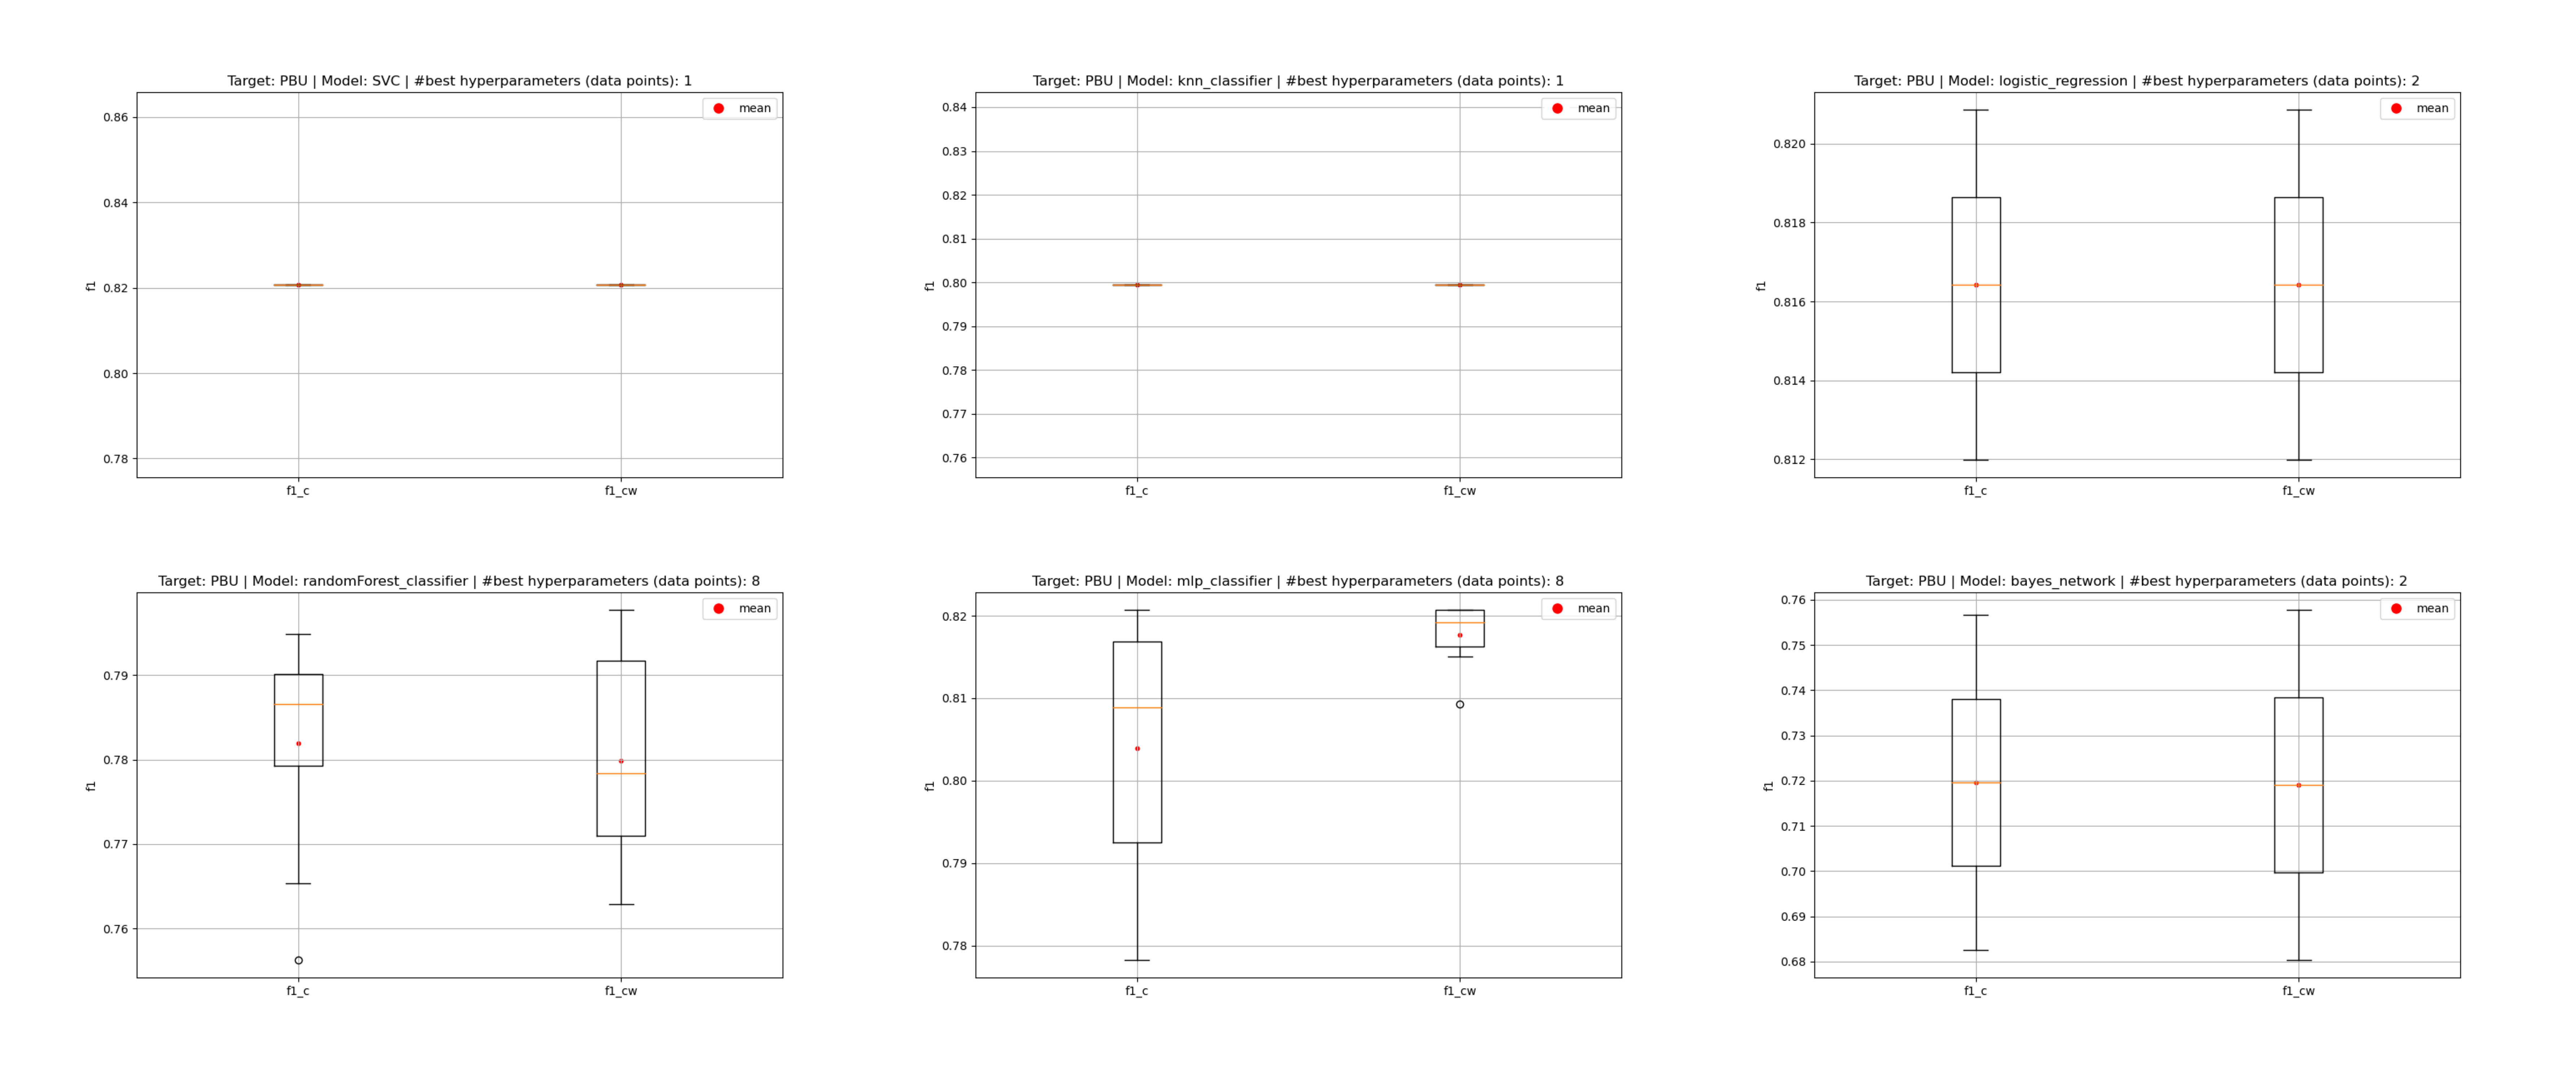 Target: PBU | Model: SVC | #best hyperparameters (data points): 1
mean
0.86
0.84
0.82
0.80
0.78
f1
f1_c
f1_cw
Target: PBU | Model: knn_classifier | #best hyperparameters (data points): 1
mean
0.84
0.83
0.82
0.81
0.80
0.79
0.78
0.77
0.76
f1
f1_c
f1_cw
Target: PBU | Model: logistic_regression | #best hyperparameters (data points): 2
mean
0.820
0.818
0.816
0.814
0.812
f1
f1_c
f1_cw
Target: PBU | Model: randomForest_classifier | #best hyperparameters (data points): 8
mean
0.79
0.78
0.77
0.76
f1
f1_c
f1_cw
Target: PBU | Model: mlp_classifier | #best hyperparameters (data points): 8
mean
0.82
0.81
0.80
0.79
0.78
f1
f1_c
f1_cw
Target: PBU | Model: bayes_network | #best hyperparameters (data points): 2
mean
0.76
0.75
0.74
0.73
0.72
0.71
0.70
0.69
0.68
f1
f1_c
f1_cw